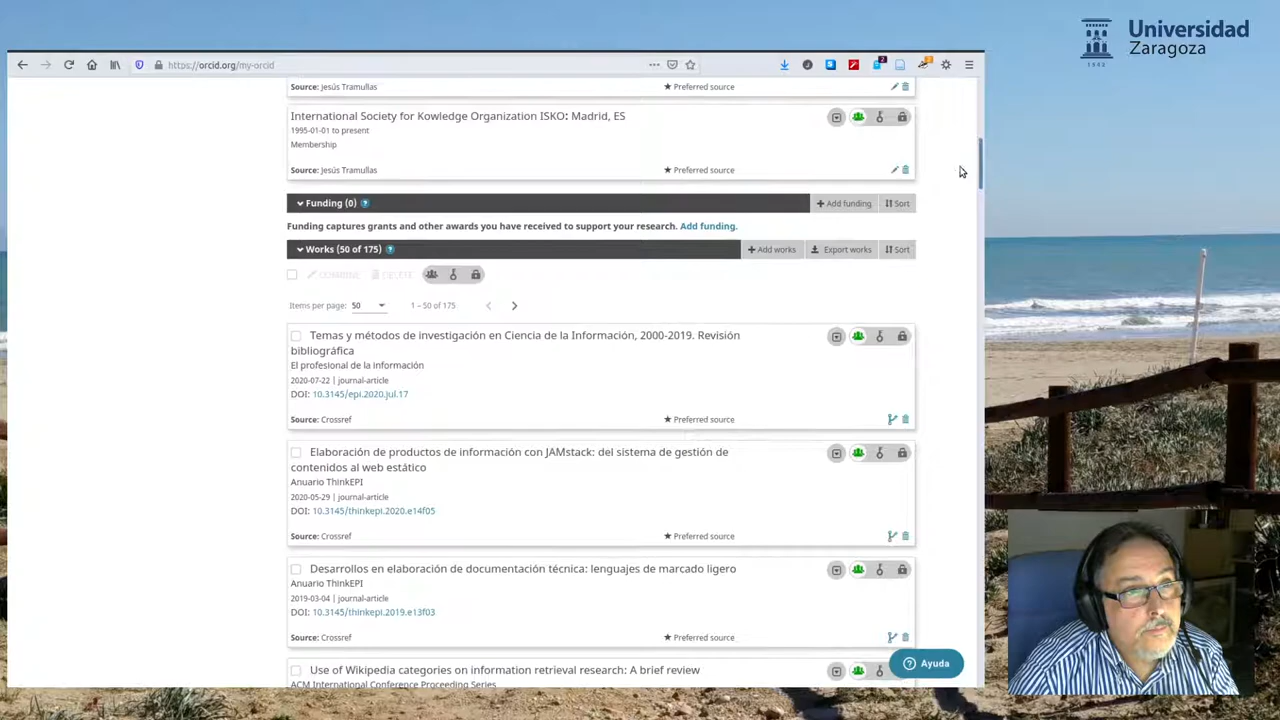 Universidad
Zaragoza
1542
https://orcid.org/my-orcid
2
Source: Jesús Tramullas
★ Preferred source
International Society for Kowledge Organization ISKO: Madrid, ES
1995-01-01 to present
Membership
Source: Jesús Tramullas
★ Preferred source
Funding (0)
Add funding
Sort
Funding captures grants and other awards you have received to support your research. Add funding.
Works (50 of 175)
Add works
Export works
Sort
COMBINE
DELETE
Items per page: 50
1 – 50 of 175
Temas y métodos de investigación en Ciencia de la Información, 2000-2019. Revisión
bibliográfica
El profesional de la información
2020-07-22 | journal-article
DOI: 10.3145/epi.2020.jul.17
Source: Crossref
★ Preferred source
Elaboración de productos de información con JAMstack: del sistema de gestión de
contenidos al web estático
Anuario ThinkEPI
2020-05-29 | journal-article
DOI: 10.3145/thinkepi.2020.e14f05
Source: Crossref
★ Preferred source
Desarrollos en elaboración de documentación técnica: lenguajes de marcado ligero
Anuario ThinkEPI
2019-03-04 | journal-article
DOI: 10.3145/thinkepi.2019.e13f03
Source: Crossref
★ Preferred source
Use of Wikipedia categories on information retrieval research: A brief review
ACM International Conference Proceeding Series
Ayuda